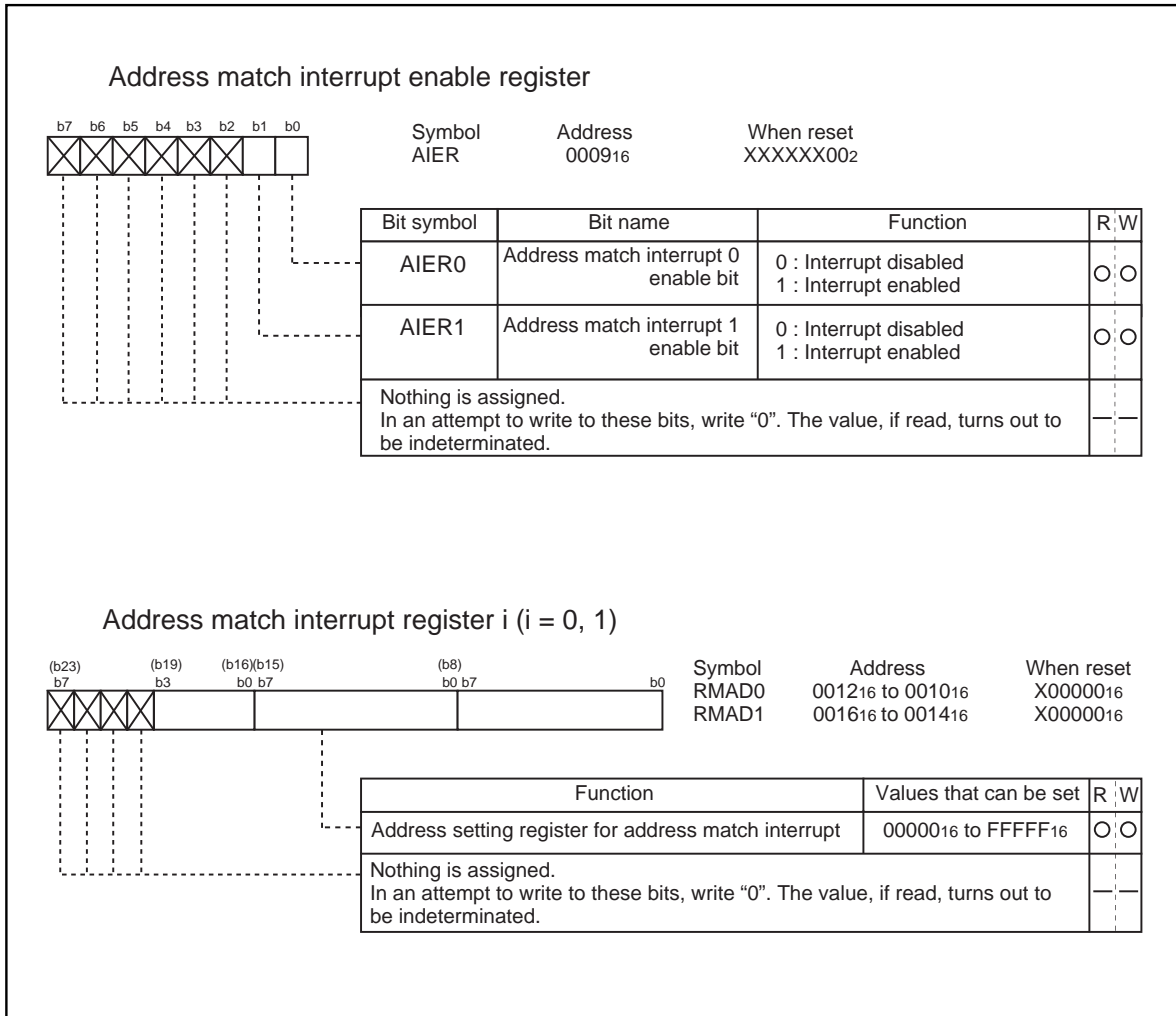 Address match interrupt enable register
b7 b6 b5 b4 b3 b2 b1 b0
Symbol Address When reset
AIER 000916 XXXXXX002
Bit symbol Bit name Function R W
AIER0 Address match interrupt 0 enable bit 0 : Interrupt disabled
1 : Interrupt enabled
AIER1 Address match interrupt 1 enable bit 0 : Interrupt disabled
1 : Interrupt enabled
Nothing is assigned.
In an attempt to write to these bits, write “0”. The value, if read, turns out to
be indeterminated.
Address match interrupt register i (i = 0, 1)
(b23) (b19) (b16)(b15) (b8)
b7 b3 b0 b7 b0 b7 b0
Symbol Address When reset
RMAD0 001216 to 001016 X0000016
RMAD1 001616 to 001416 X0000016
Function Values that can be set R W
Address setting register for address match interrupt 0000016 to FFFFF16
Nothing is assigned.
In an attempt to write to these bits, write “0”. The value, if read, turns out to
be indeterminated.